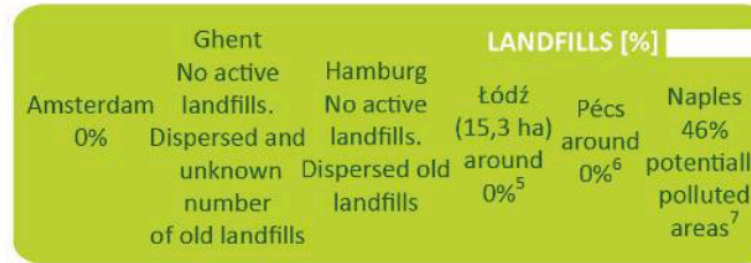 LANDFILLS [%]
Amsterdam
0%
Ghent
No active
landfills.
Dispersed and
unknown
number
of old landfills
Hamburg
No active
landfills.
Dispersed old
landfills
Łódź
(15,3 ha)
around
0%⁵
Pécs
around
0%⁶
Naples
46%
potentiall
polluted
areas⁷